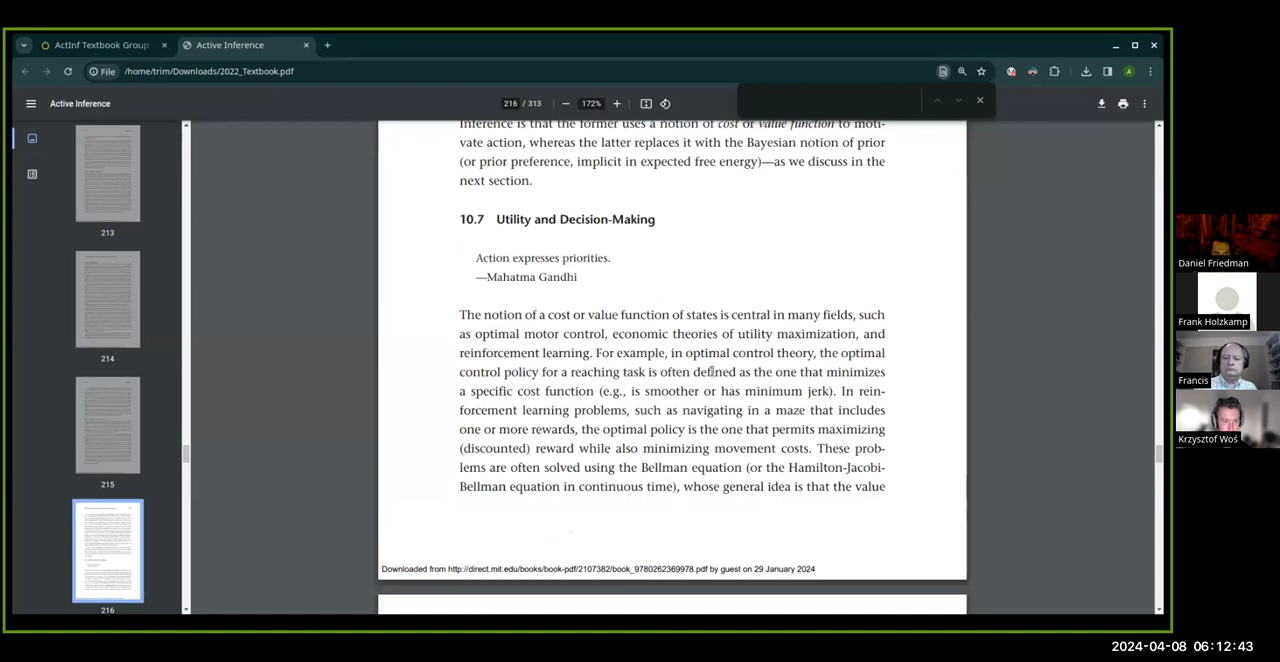 ActInf Textbook Group
Active Inference
File
/home/trim/Downloads/2022_Textbook.pdf
A
Active Inference
216 / 313
172%
213
214
215
216
Inference is that the former uses a notion of cost or value function to moti-
vate action, whereas the latter replaces it with the Bayesian notion of prior
(or prior preference, implicit in expected free energy)—as we discuss in the
next section.
10.7 Utility and Decision-Making
Action expresses priorities.
—Mahatma Gandhi
The notion of a cost or value function of states is central in many fields, such
as optimal motor control, economic theories of utility maximization, and
reinforcement learning. For example, in optimal control theory, the optimal
control policy for a reaching task is often defined as the one that minimizes
a specific cost function (e.g., is smoother or has minimum jerk). In rein-
forcement learning problems, such as navigating in a maze that includes
one or more rewards, the optimal policy is the one that permits maximizing
(discounted) reward while also minimizing movement costs. These prob-
lems are often solved using the Bellman equation (or the Hamilton-Jacobi-
Bellman equation in continuous time), whose general idea is that the value
Downloaded from http://direct.mit.edu/books/book-pdf/2107382/book_9780262369978.pdf by guest on 29 January 2024
Daniel Friedman
Frank Holzkamp
Francis
Krzysztof Woś
2024-04-08 06:12:43